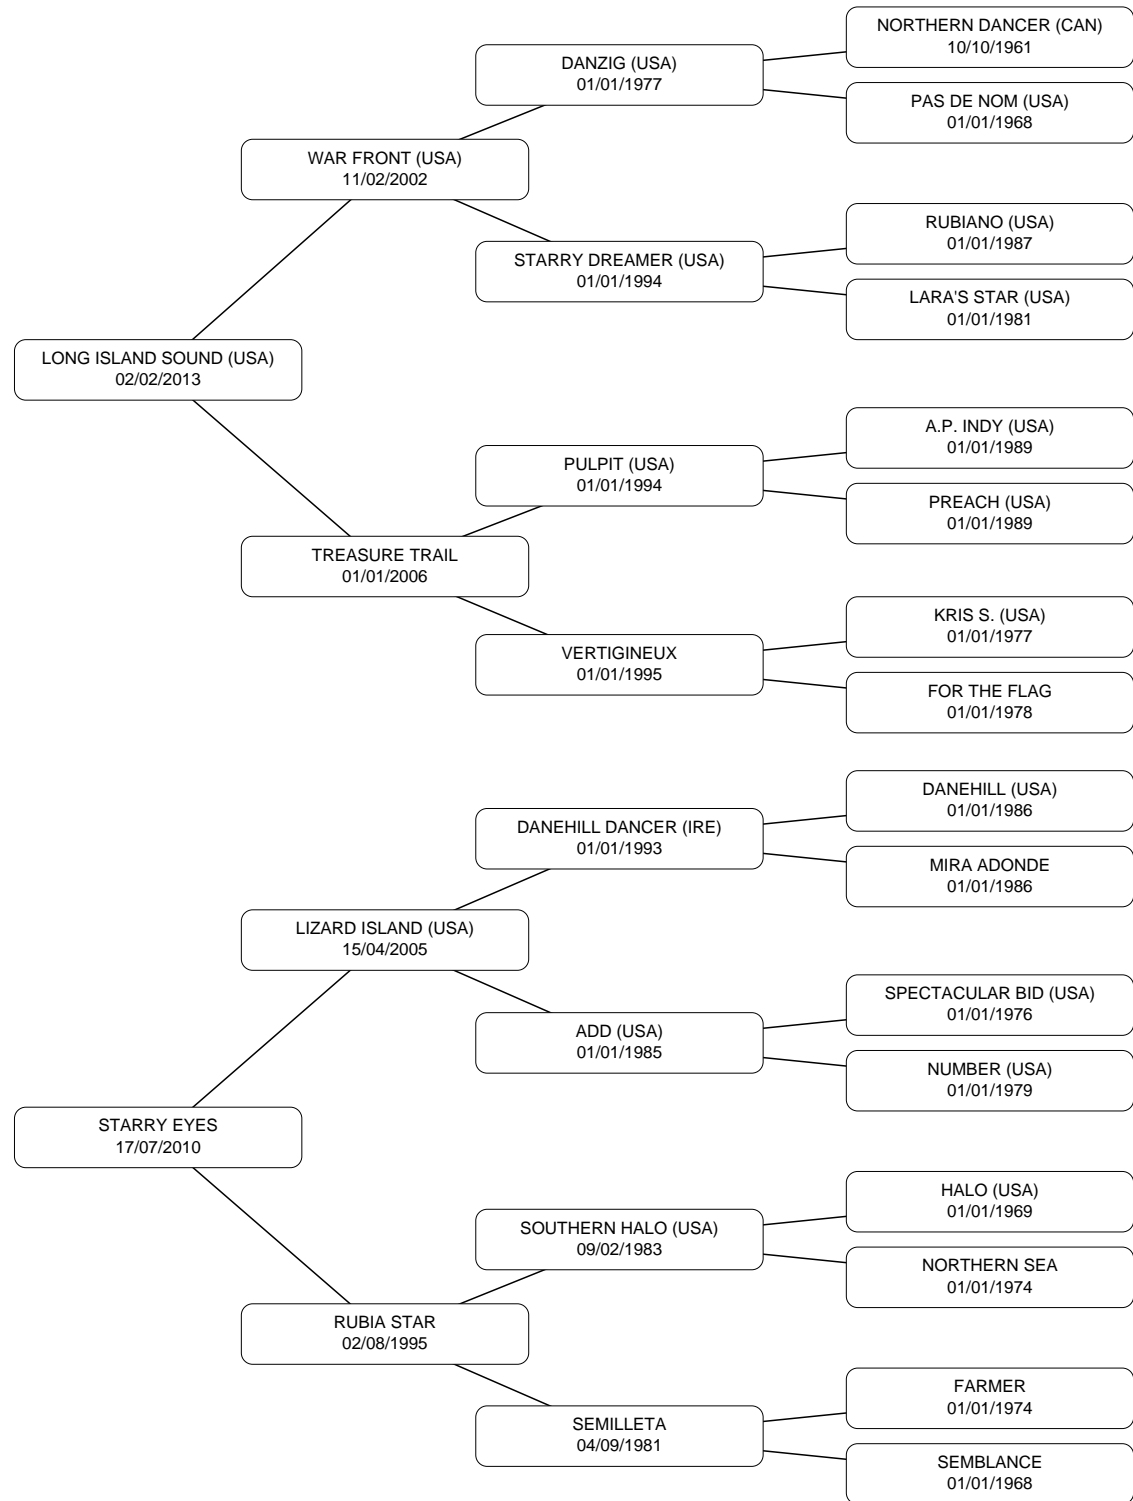 NORTHERN DANCER (CAN)
10/10/1961
DANZIG (USA)
01/01/1977
PAS DE NOM (USA)
01/01/1968
WAR FRONT (USA)
11/02/2002
RUBIANO (USA)
01/01/1987
STARRY DREAMER (USA)
01/01/1994
LARA'S STAR (USA)
01/01/1981
LONG ISLAND SOUND (USA)
02/02/2013
A.P. INDY (USA)
01/01/1989
PULPIT (USA)
01/01/1994
PREACH (USA)
01/01/1989
TREASURE TRAIL
01/01/2006
KRIS S. (USA)
01/01/1977
VERTIGINEUX
01/01/1995
FOR THE FLAG
01/01/1978
DANEHILL (USA)
01/01/1986
DANEHILL DANCER (IRE)
01/01/1993
MIRA ADONDE
01/01/1986
LIZARD ISLAND (USA)
15/04/2005
SPECTACULAR BID (USA)
01/01/1976
ADD (USA)
01/01/1985
NUMBER (USA)
01/01/1979
STARRY EYES
17/07/2010
HALO (USA)
01/01/1969
SOUTHERN HALO (USA)
09/02/1983
NORTHERN SEA
01/01/1974
RUBIA STAR
02/08/1995
FARMER
01/01/1974
SEMILLETA
04/09/1981
SEMBLANCE
01/01/1968